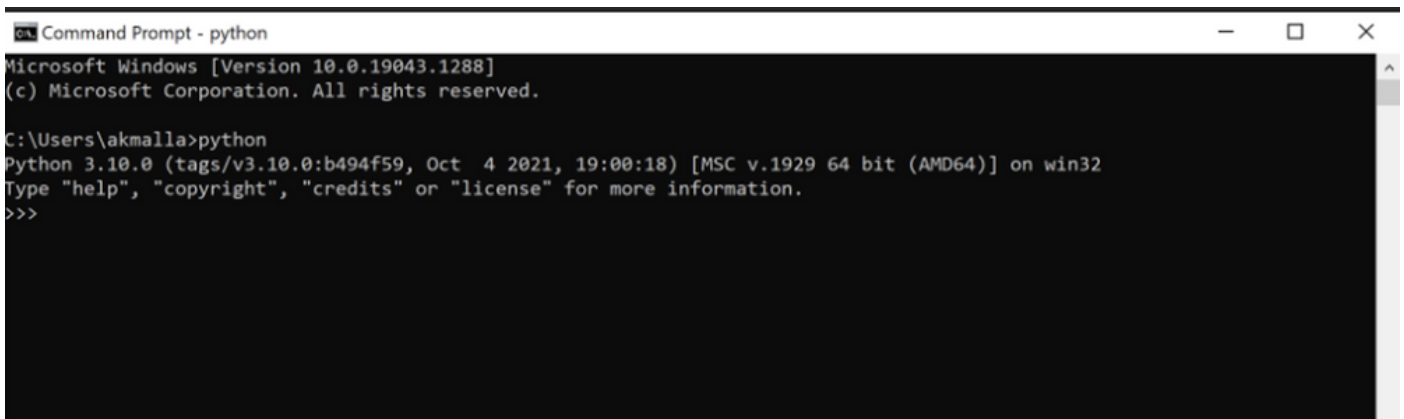 Command Prompt - python
Microsoft Windows [Version 10.0.19043.1288]
(c) Microsoft Corporation. All rights reserved.
C:\Users\akmalla>python
Python 3.10.0 (tags/v3.10.0:b494f59, Oct  4 2021, 19:00:18) [MSC v.1929 64 bit (AMD64)] on win32
Type "help", "copyright", "credits" or "license" for more information.
>>>